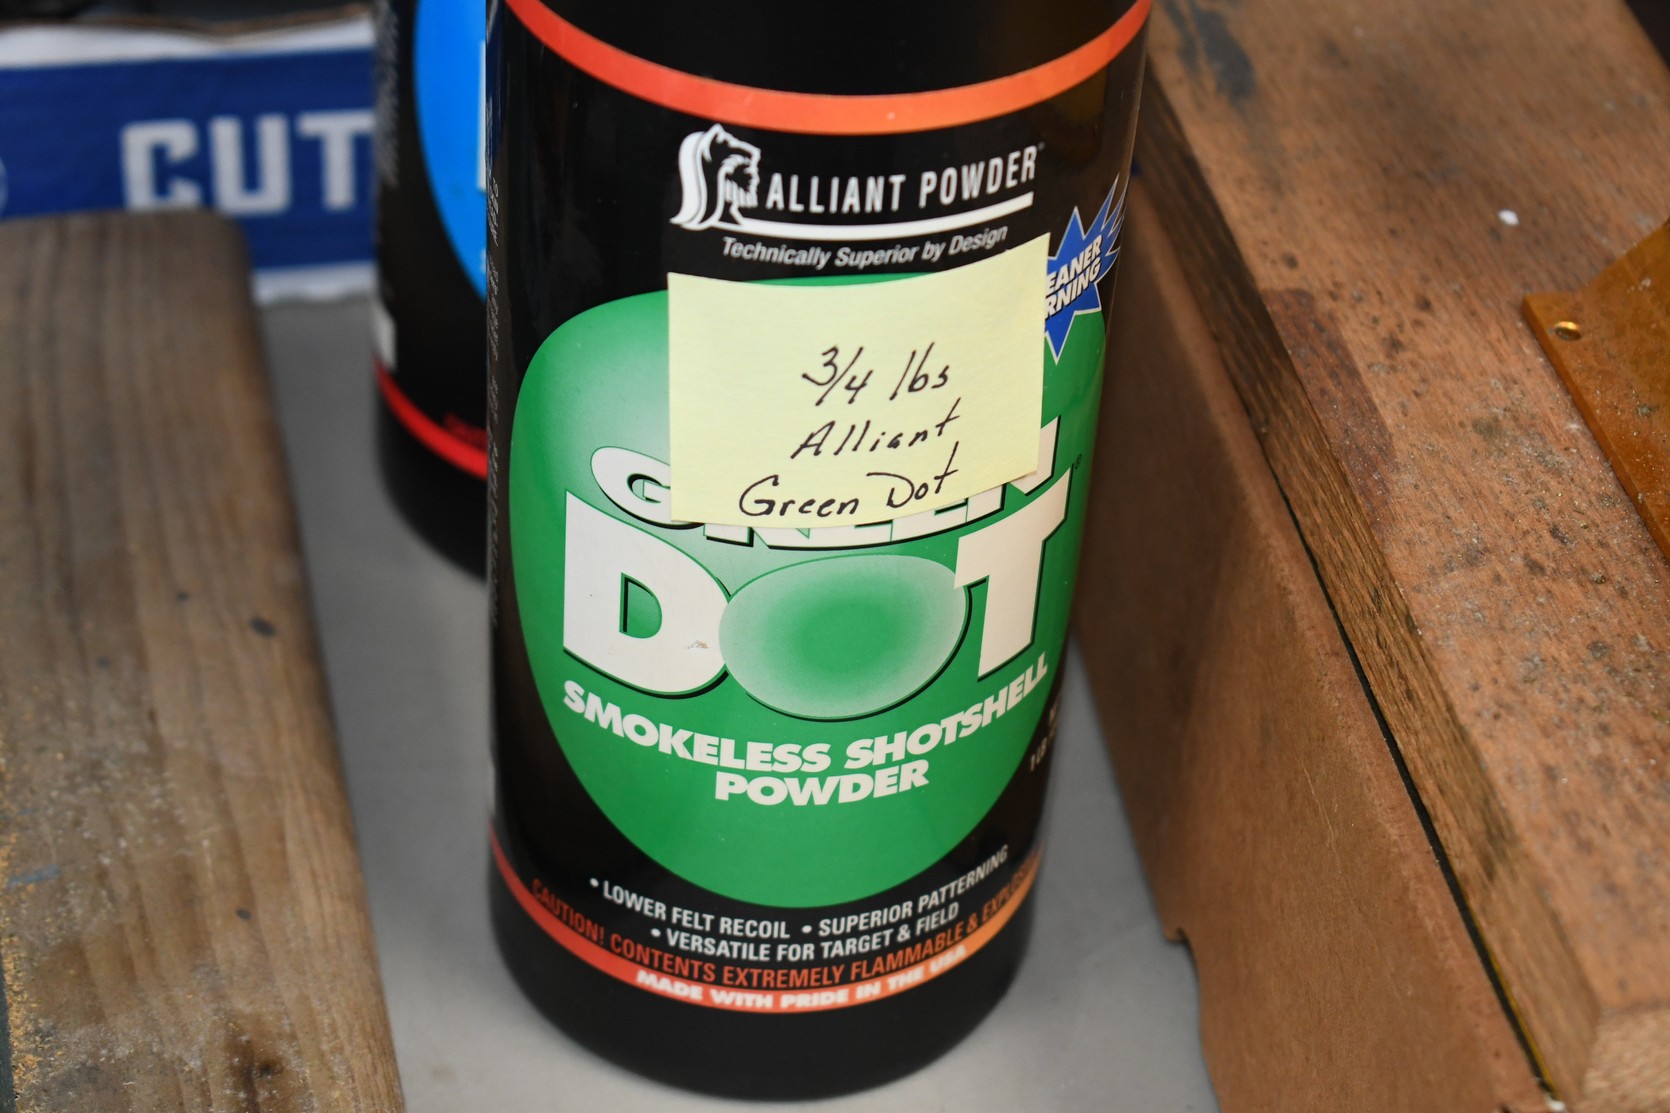 CUT
ALLIANT POWDER
Technically Superior by Design
3/4 lbs
Alliant
Green Dot
DOT
SMOKELESS SHOTSHELL
POWDER
• LOWER FELT RECOIL • SUPERIOR PATTERNING
• VERSATILE FOR TARGET & FIELD
CAUTION! CONTENTS EXTREMELY FLAMMABLE &
MADE WITH PRIDE IN THE USA